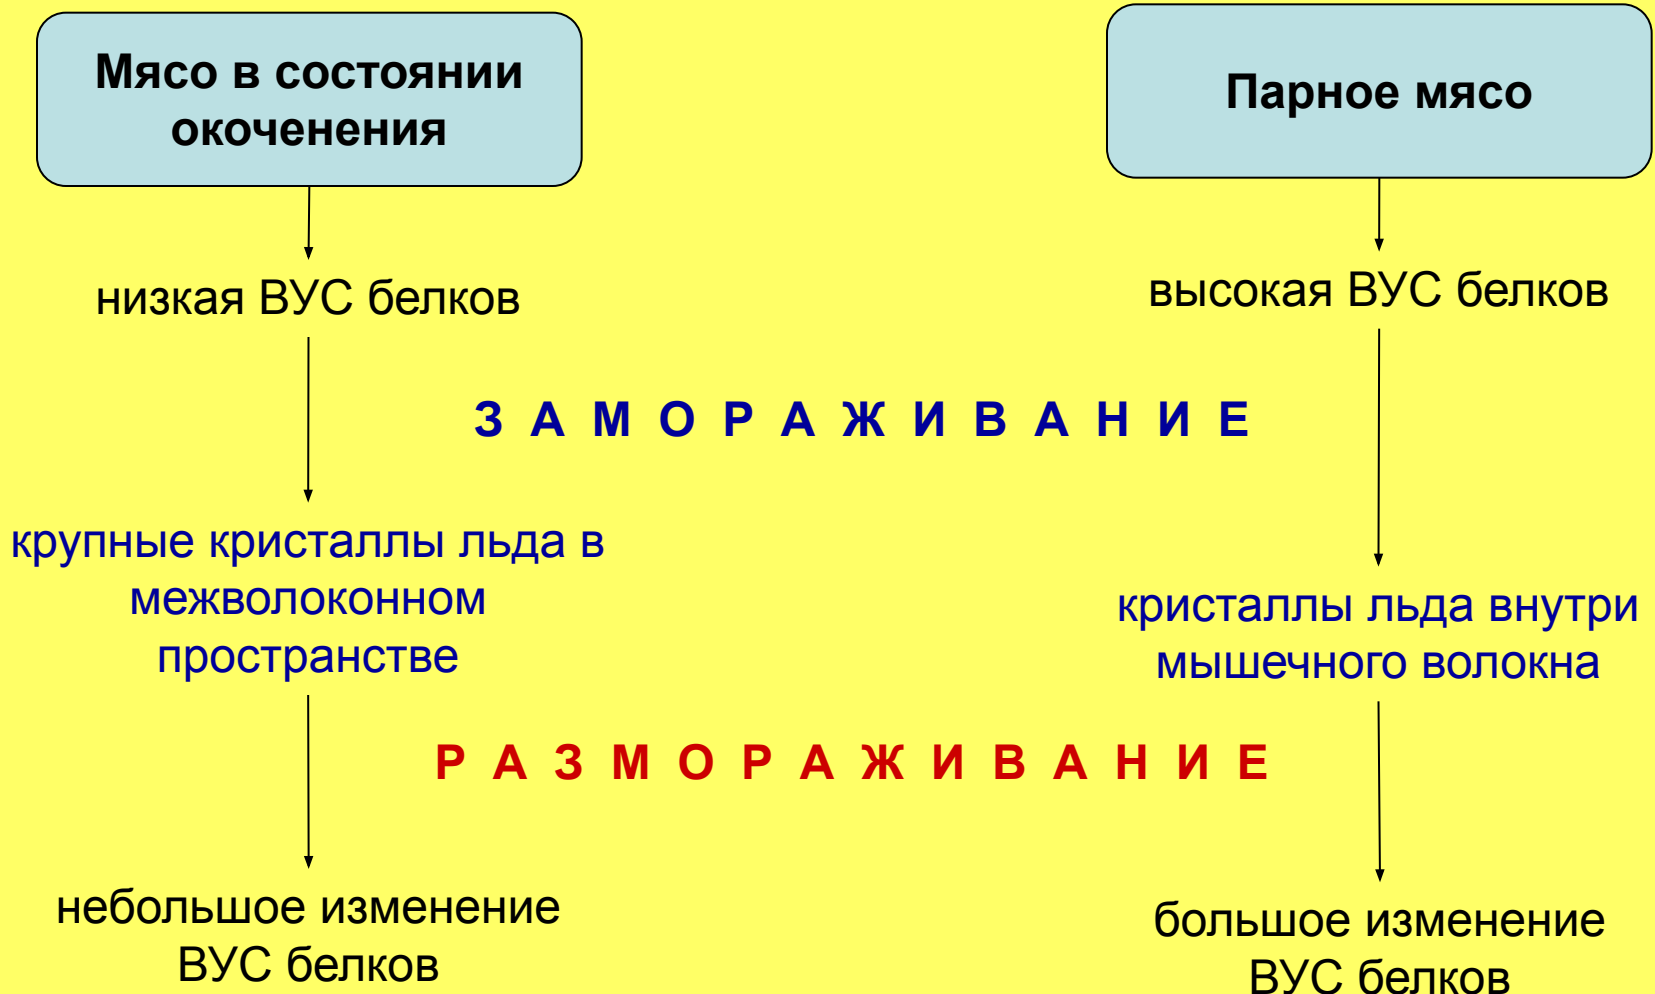 Мясо в состоянии
окоченения
Парное мясо
низкая ВУС белков
высокая ВУС белков
З А М О Р А Ж И В А Н И Е
крупные кристаллы льда в
межволоконном
пространстве
кристаллы льда внутри
мышечного волокна
Р А З М О Р А Ж И В А Н И Е
небольшое изменение
ВУС белков
большое изменение
ВУС белков